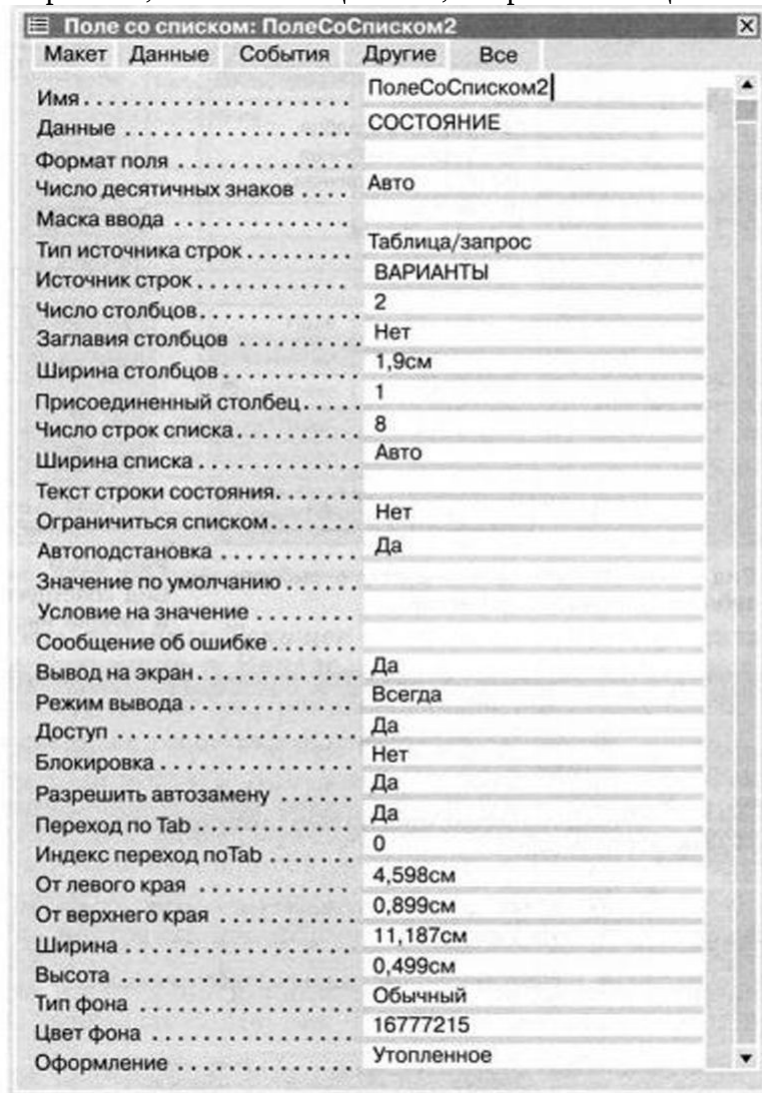 Поле со списком: ПолеСоСписком2
Макет Данные События Другие Все
Имя.................... ПолеСоСписком2
Данные ................ СОСТОЯНИЕ
Формат поля ...............
Число десятичных знаков .... Авто
Маска ввода ..............
Тип источника строк......... Таблица/запрос
Источник строк ............ ВАРИАНТЫ
Число столбцов............. 2
Заглавия столбцов .......... Нет
Ширина столбцов........... 1,9см
Присоединенный столбец..... 1
Число строк списка.......... 8
Ширина списка ............. Авто
Текст строки состояния.......
Ограничиться списком....... Нет
Автоподстановка ........... Да
Значение по умолчанию ......
Условие на значение ........
Сообщение об ошибке .......
Вывод на экран............. Да
Режим вывода ............. Всегда
Доступ ................... Да
Блокировка ................ Нет
Разрешить автозамену ...... Да
Переход по Tab ............ Да
Индекс переход поTab ....... 0
От левого края ............ 4,598см
От верхнего края ........... 0,899см
Ширина .................. 11,187см
Высота .................. 0,499см
Тип фона ................. Обычный
Цвет фона ................ 16777215
Оформление ............... Утопленное